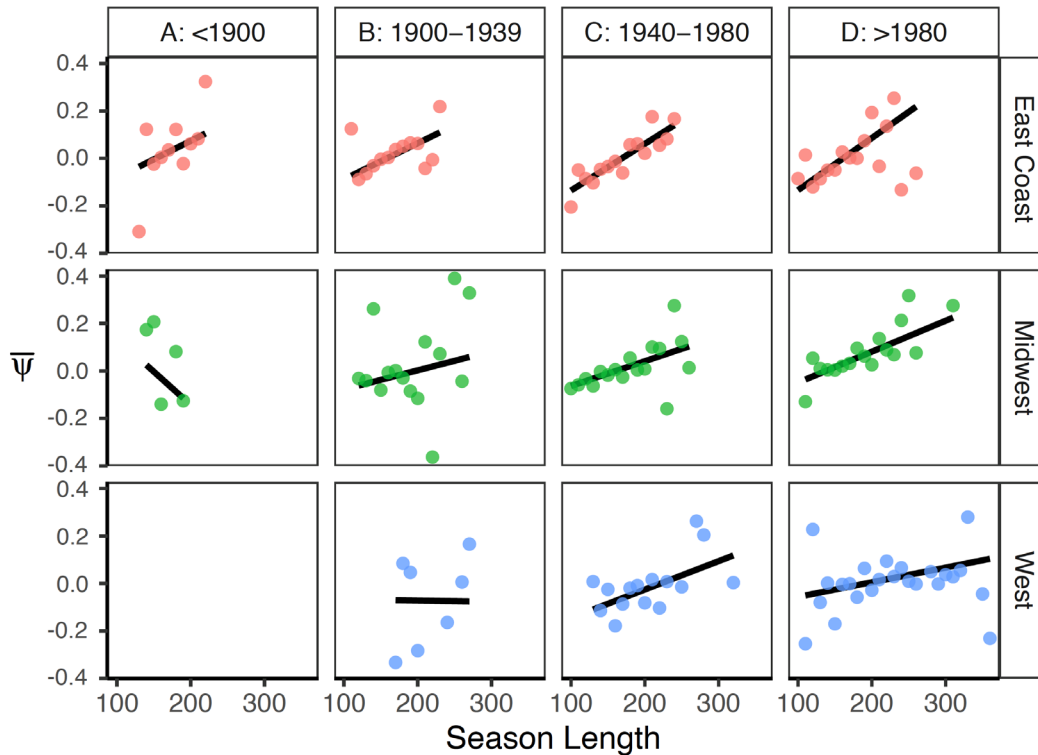 A: <1900
B: 1900−1939
C: 1940−1980
D: >1980
0.4
0.2
0.0
-0.2
-0.4
East Coast
0.4
0.2
0.0
-0.2
-0.4
Midwest
ψ̅
0.4
0.2
0.0
-0.2
-0.4
West
100 200 300 100 200 300 100 200 300 100 200 300
Season Length